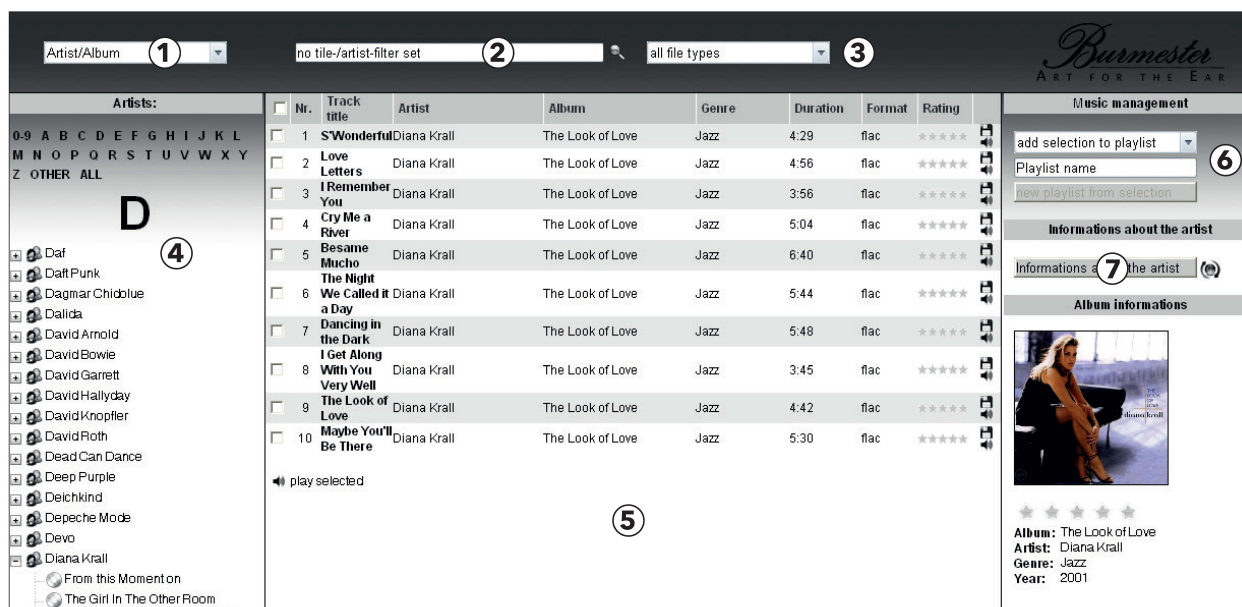 Artist/Album 1
no tile-/artist-filter set 2
all file types 3
Burmester
ART FOR THE EAR
Artists:
0-9 A B C D E F G H I J K L
M N O P Q R S T U V W X Y
Z OTHER ALL
D
4
Daf
Daft Punk
Dagmar Chidolue
Dalida
David Arnold
David Bowie
David Garrett
David Hallyday
David Knopfler
David Roth
Dead Can Dance
Deep Purple
Deichkind
Depeche Mode
Devo
Diana Krall
From this Moment on
The Girl In The Other Room
Nr. Track title Artist Album Genre Duration Format Rating
1 S'Wonderful Diana Krall The Look of Love Jazz 4:29 flac
2 Love Letters Diana Krall The Look of Love Jazz 4:56 flac
3 I Remember You Diana Krall The Look of Love Jazz 3:56 flac
4 Cry Me a River Diana Krall The Look of Love Jazz 5:04 flac
5 Besame Mucho Diana Krall The Look of Love Jazz 6:40 flac
6 The Night We Called it a Day Diana Krall The Look of Love Jazz 5:44 flac
7 Dancing in the Dark Diana Krall The Look of Love Jazz 5:48 flac
8 I Get Along With You Very Well Diana Krall The Look of Love Jazz 3:45 flac
9 The Look of Love Diana Krall The Look of Love Jazz 4:42 flac
10 Maybe You'll Be There Diana Krall The Look of Love Jazz 5:30 flac
play selected
5
Music management
add selection to playlist
6
Playlist name
new playlist from selection
Informations about the artist
Informations a 7 the artist
Album informations
THE
LOOK
OF
LOVE
diana krall
Album: The Look of Love
Artist: Diana Krall
Genre: Jazz
Year: 2001